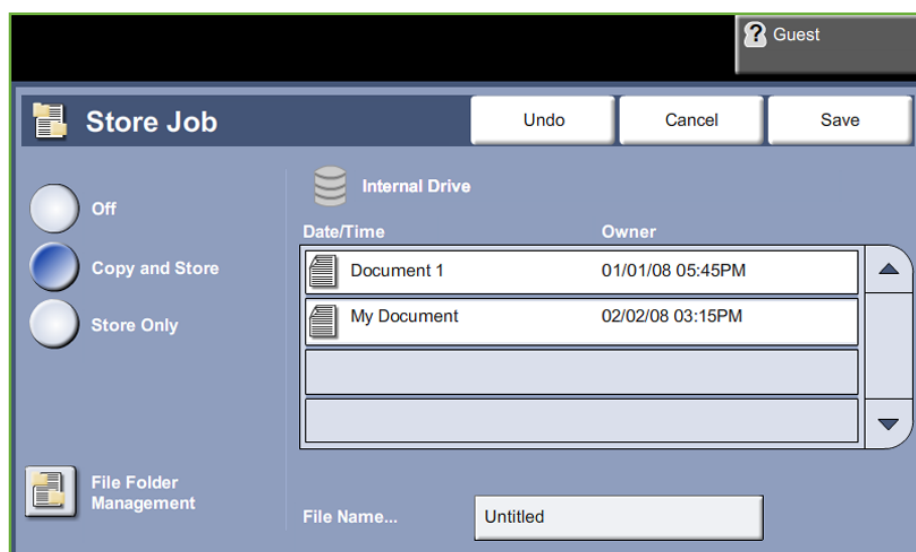 Guest
Store Job
Undo
Cancel
Save
Off
Copy and Store
Store Only
File Folder
Management
Internal Drive
Date/Time Owner
Document 1 01/01/08 05:45PM
My Document 02/02/08 03:15PM
File Name... Untitled